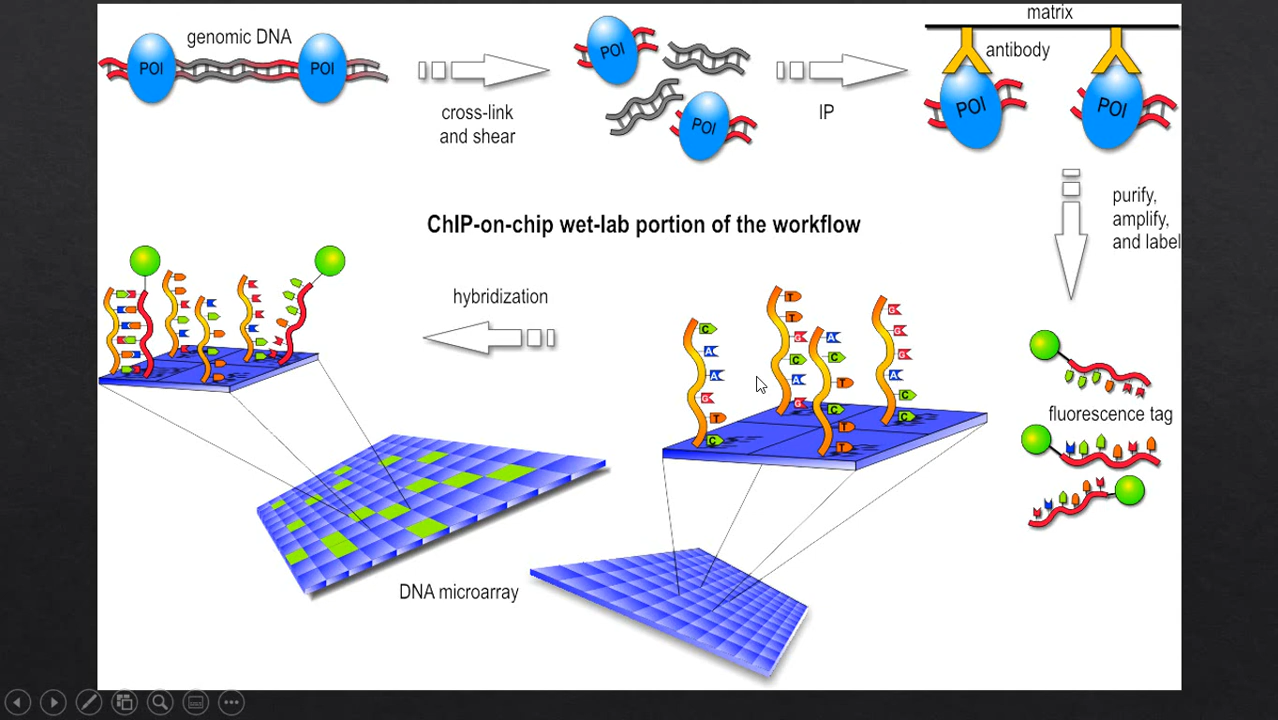 matrix
genomic DNA
antibody
POI
POI
POI
POI
POI
POI
cross-link
and shear
IP
purify,
amplify,
and label
ChIP-on-chip wet-lab portion of the workflow
hybridization
fluorescence tag
C
A
A
G
T
C
T
T
G
C
A
G
A
C
T
C
T
T
G
G
G
A
C
C
DNA microarray